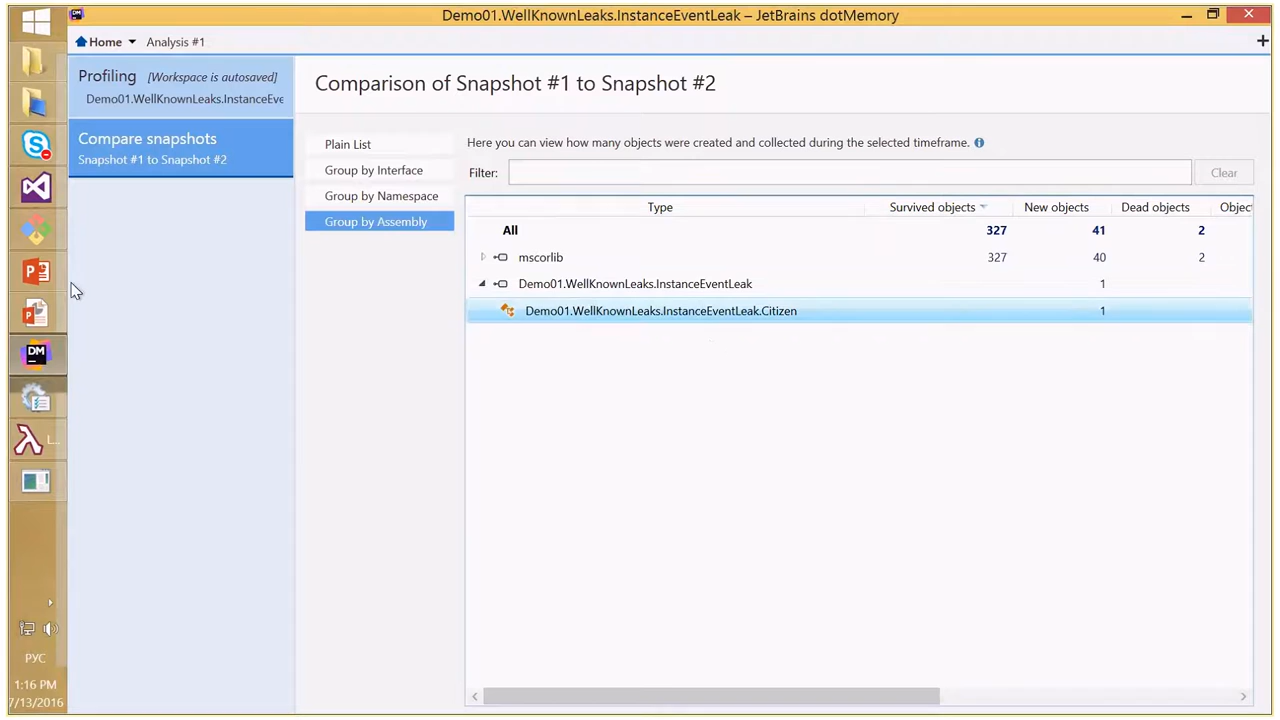 DM
Demo01.WellKnownLeaks.InstanceEventLeak – JetBrains dotMemory
Home
Analysis #1
Profiling [Workspace is autosaved]
Demo01.WellKnownLeaks.InstanceEve
Compare snapshots
Snapshot #1 to Snapshot #2
Comparison of Snapshot #1 to Snapshot #2
Plain List
Group by Interface
Group by Namespace
Group by Assembly
Here you can view how many objects were created and collected during the selected timeframe.
Filter:
Clear
Type Survived objects New objects Dead objects Objec
All 327 41 2
mscorlib 327 40 2
Demo01.WellKnownLeaks.InstanceEventLeak 1
Demo01.WellKnownLeaks.InstanceEventLeak.Citizen 1
P
P
DM
λ L...
РУС
1:16 PM
7/13/2016